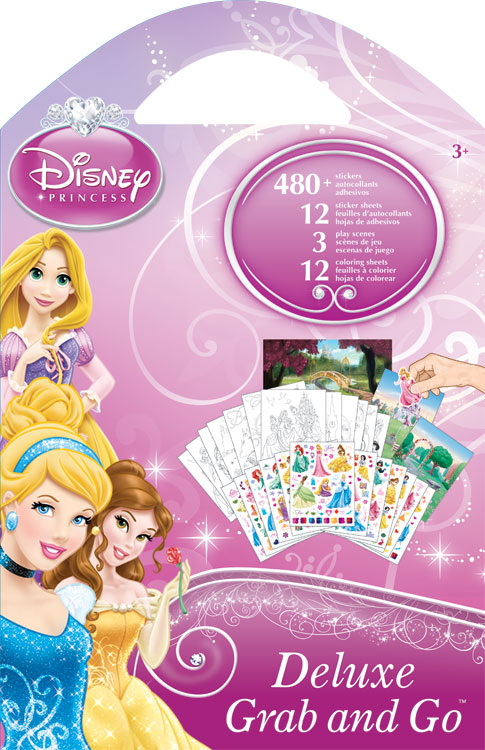 Disney
PRINCESS
3+
480+ stickers
autocollants
adhesivos
12 sticker sheets
feuilles d'autocollants
hojas de adhesivos
3 play scenes
scènes de jeu
escenas de juego
12 coloring sheets
feuilles à colorier
hojas de colorear
Deluxe
Grab and Go™